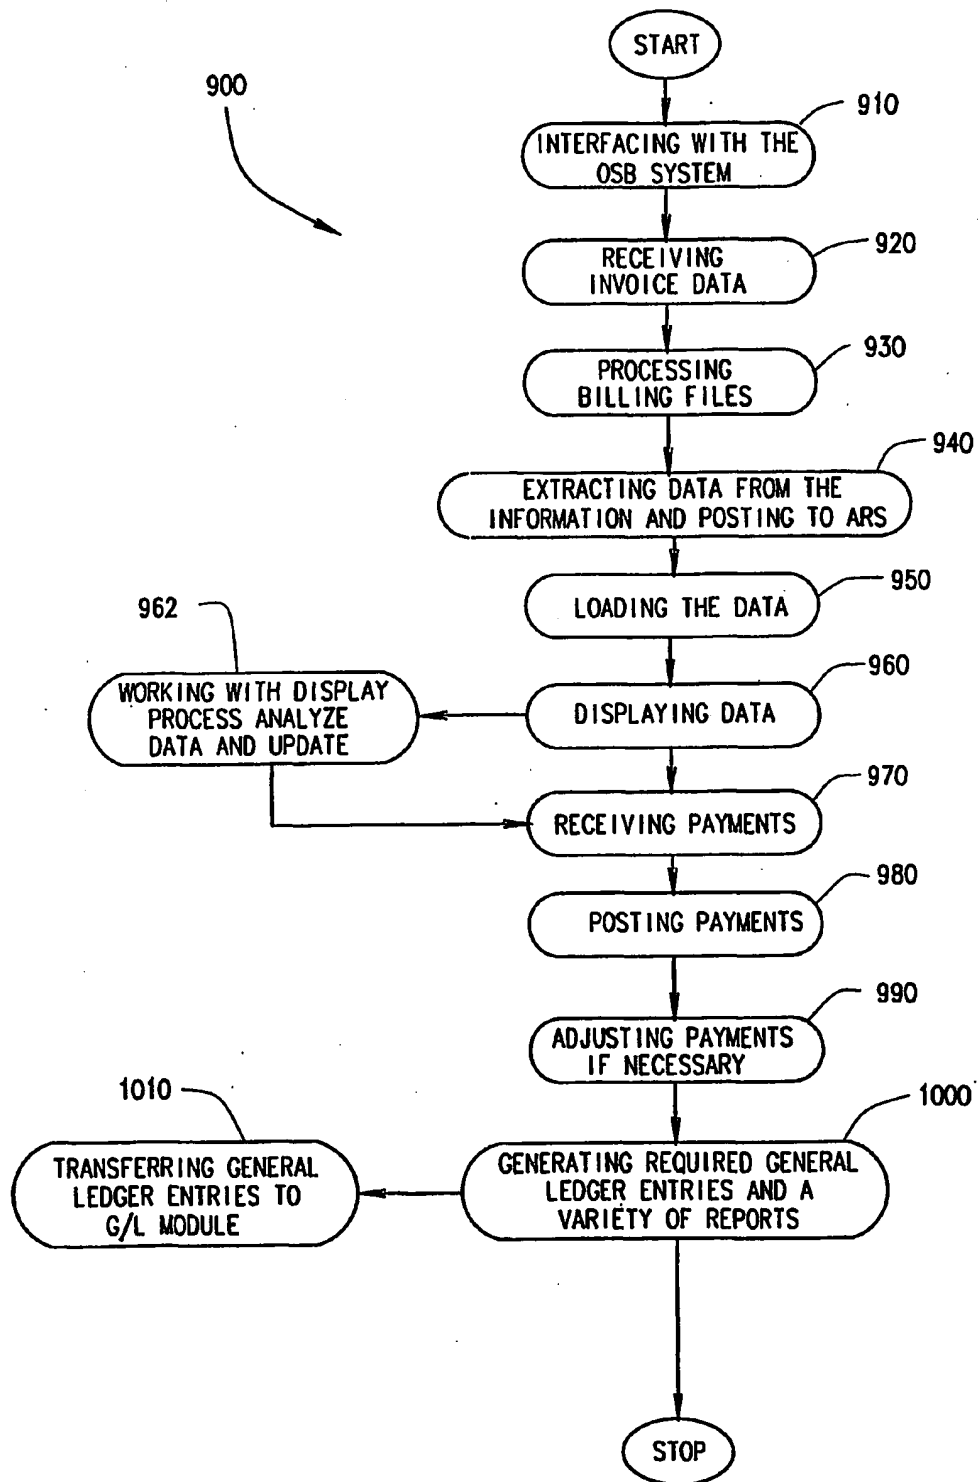 START
900
910
INTERFACING WITH THE
OSB SYSTEM
920
RECEIVING
INVOICE DATA
930
PROCESSING
BILLING FILES
940
EXTRACTING DATA FROM THE
INFORMATION AND POSTING TO ARS
950
LOADING THE DATA
962
960
WORKING WITH DISPLAY
PROCESS ANALYZE
DATA AND UPDATE
DISPLAYING DATA
970
RECEIVING PAYMENTS
980
POSTING PAYMENTS
990
ADJUSTING PAYMENTS
IF NECESSARY
1010
1000
TRANSFERRING GENERAL
LEDGER ENTRIES TO
G/L MODULE
GENERATING REQUIRED GENERAL
LEDGER ENTRIES AND A
VARIETY OF REPORTS
STOP